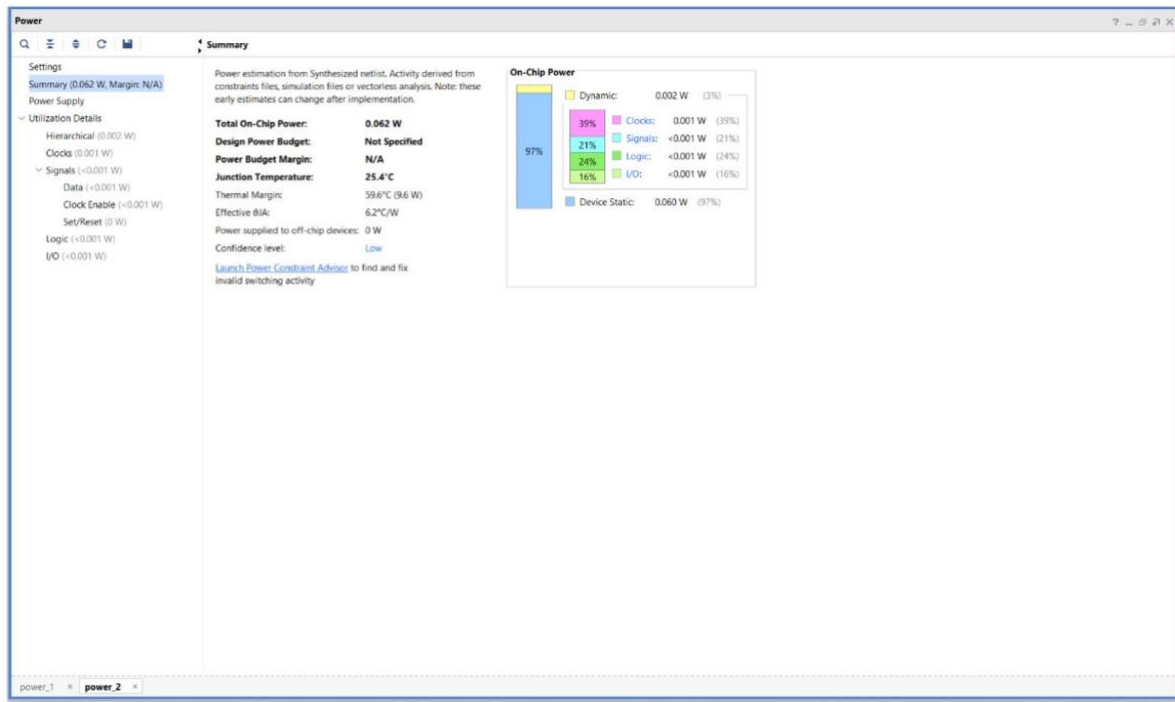 Power
Summary
Settings
Summary (0.062 W, Margin: N/A)
Power Supply
Utilization Details
Hierarchical (0.002 W)
Clocks (0.001 W)
Signals (<0.001 W)
Data (<0.001 W)
Clock Enable (<0.001 W)
Set/Reset (0 W)
Logic (<0.001 W)
I/O (<0.001 W)
Power estimation from Synthesized netlist. Activity derived from
constraints files, simulation files or vectorless analysis. Note: these
early estimates can change after implementation.
Total On-Chip Power: 0.062 W
Design Power Budget: Not Specified
Power Budget Margin: N/A
Junction Temperature: 25.4°C
Thermal Margin: 59.6°C (9.6 W)
Effective θJA: 6.2°C/W
Power supplied to off-chip devices: 0 W
Confidence level: Low
Launch Power Constraint Advisor to find and fix
invalid switching activity
On-Chip Power
Dynamic: 0.002 W (3%)
39% Clocks: 0.001 W (39%)
21% Signals: <0.001 W (21%)
24% Logic: <0.001 W (24%)
16% I/O: <0.001 W (16%)
97%
Device Static: 0.060 W (97%)
power_1 power_2